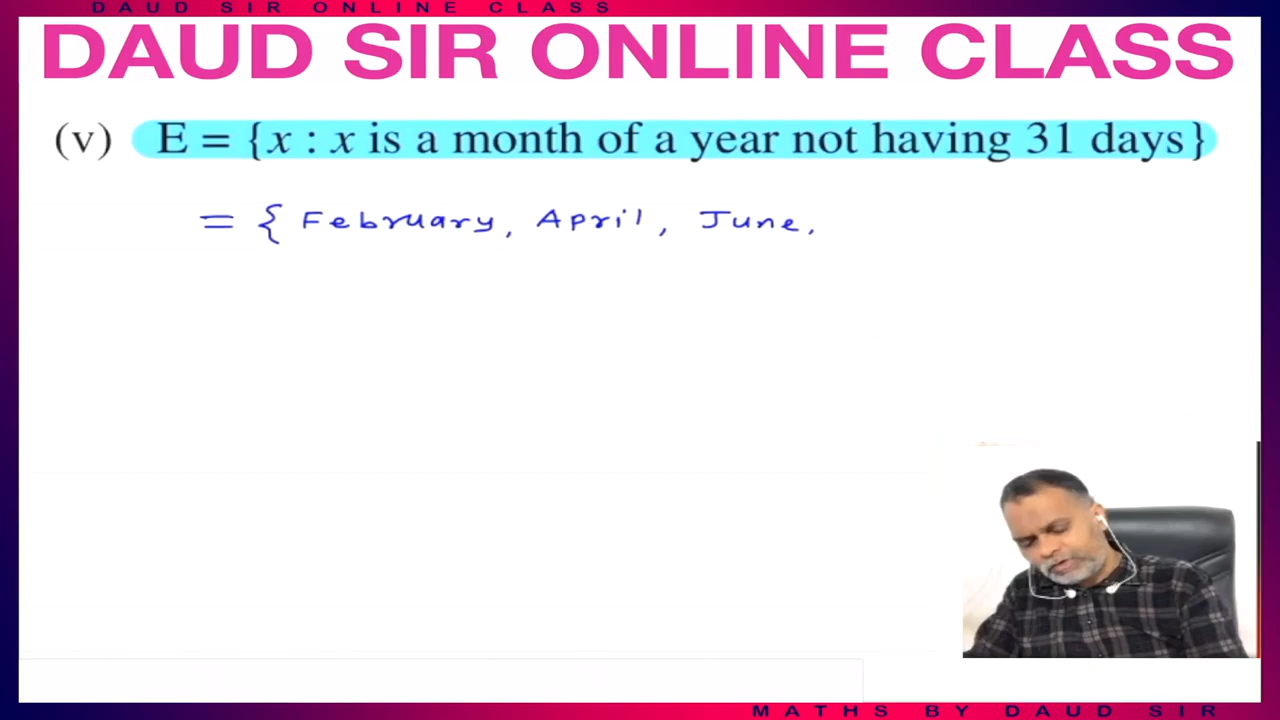 DAUD SIR ONLINE CLASS
DAUD SIR ONLINE CLASS
(v) E = {x : x is a month of a year not having 31 days}
= { February, April, June,
MATHS BY DAUD SIR